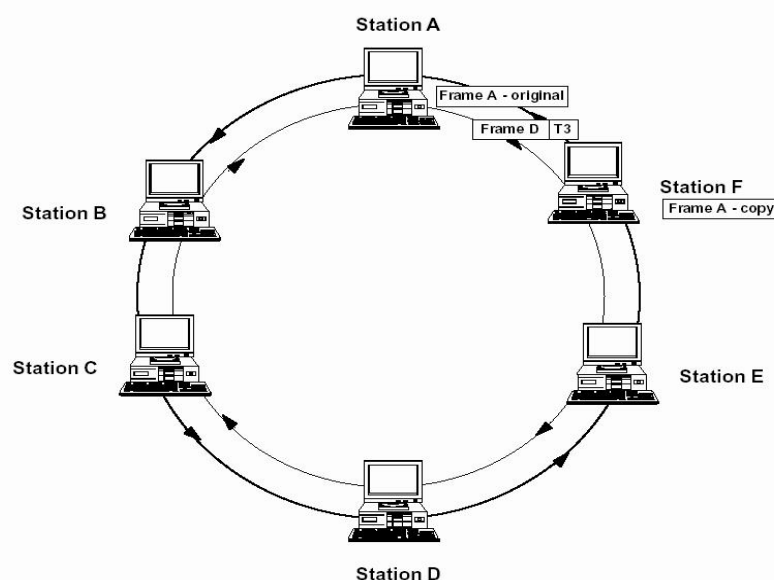 Station A
Frame A - original
Frame D T3
Station F
Frame A - copy
Station B
Station C
Station E
Station D